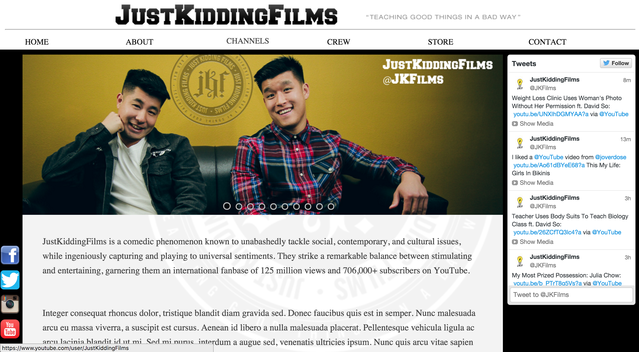 JustKiddingFilms
"TEACHING GOOD THINGS IN A BAD WAY"
HOME ABOUT CHANNELS CREW STORE CONTACT
JustKiddingFilms
@JKFilms
jkf
JustKiddingFilms is a comedic phenomenon known to unabashedly tackle social, contemporary, and cultural issues,
while ingeniously capturing and playing to universal sentiments. They strike a remarkable balance between stimulating
and entertaining, garnering them an international fanbase of 125 million views and 706,000+ subscribers on YouTube.
Integer consequat rhoncus dolor, tristique blandit diam gravida sed. Donec faucibus quis est in semper. Nunc malesuada
arcu eu massa viverra, a suscipit est cursus. Aenean id libero a nulla malesuada placerat. Pellentesque vehicula ligula ac
arcu lacinia blandit id ut mi. Sed mi purus, interdum a augue sed, venenatis ultricies ipsum. Nunc quis arcu vitae sapien
https://www.youtube.com/user/JustKiddingFilms
You
Tube
Tweets
Follow
JustKiddingFilms 8m
@JKFilms
Weight Loss Clinic Uses Woman's Photo
Without Her Permission ft. David So:
youtu.be/UNXlhDGMYAA?a via @YouTube
Show Media
JustKiddingFilms 13m
@JKFilms
I liked a @YouTube video from @joverdose
youtu.be/Ao61dBYeE68?a This My Life:
Girls In Bikinis
JustKiddingFilms 3h
@JKFilms
Teacher Uses Body Suits To Teach Biology
Class ft. David So:
youtu.be/26ZCfTQ3lc4?a via @YouTube
Show Media
JustKiddingFilms 3h
@JKFilms
My Most Prized Possession: Julia Chow:
youtu.be/b_PTrT8sSVs?a via @YouTube
Tweet to @JKFilms